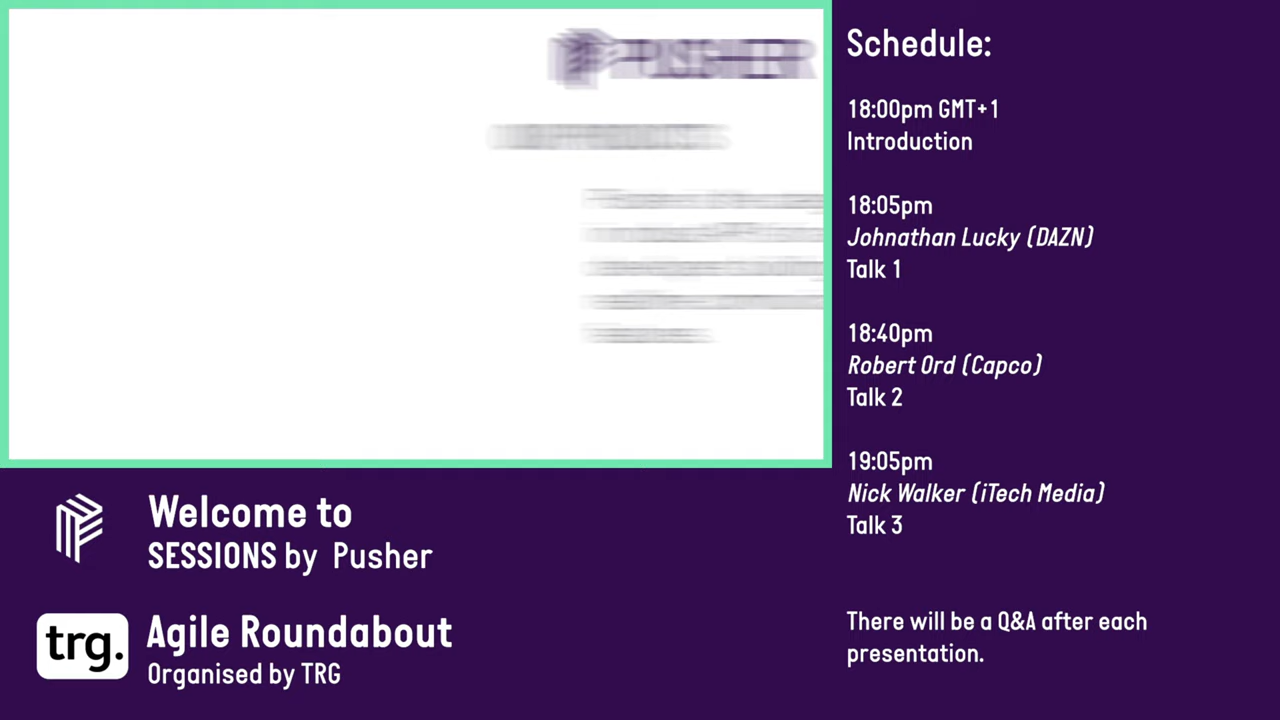 PUSHER
Schedule:
18:00pm GMT+1
Introduction
18:05pm
Johnathan Lucky (DAZN)
Talk 1
18:40pm
Robert Ord (Capco)
Talk 2
19:05pm
Nick Walker (iTech Media)
Talk 3
There will be a Q&A after each
presentation.
Welcome to
SESSIONS by Pusher
trg.
Agile Roundabout
Organised by TRG